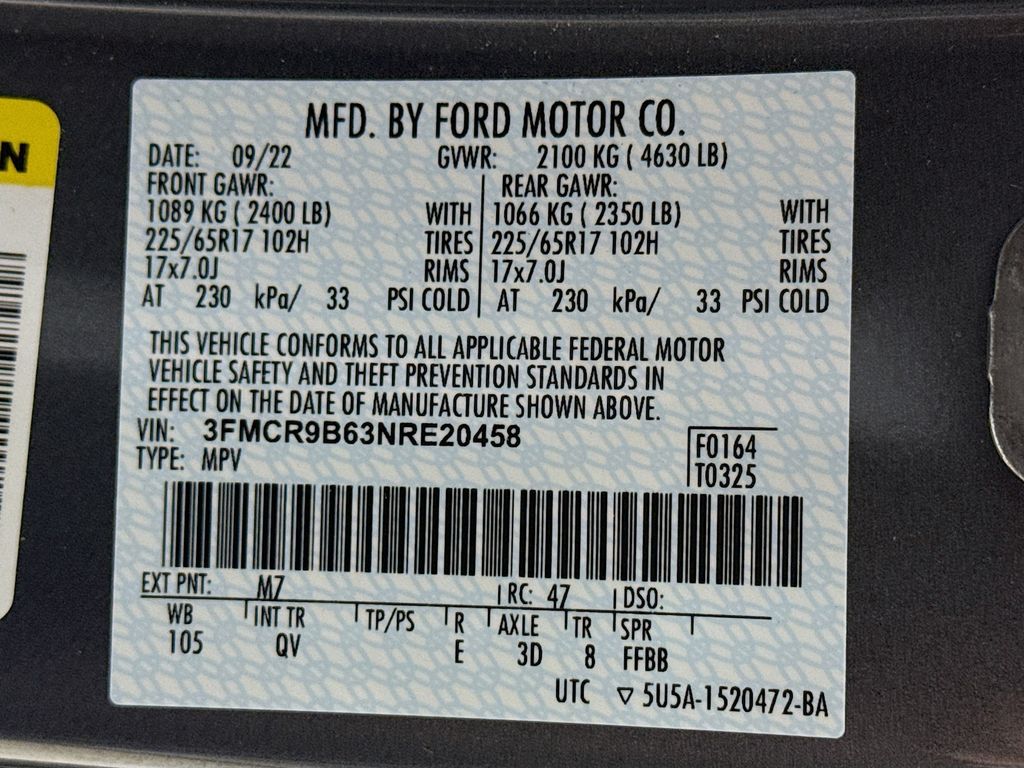 N
MFD. BY FORD MOTOR CO.
DATE: 09/22 GVWR: 2100 KG ( 4630 LB)
FRONT GAWR: REAR GAWR:
1089 KG ( 2400 LB) WITH 1066 KG ( 2350 LB) WITH
225/65R17 102H TIRES 225/65R17 102H TIRES
17x7.0J RIMS 17x7.0J RIMS
AT 230 kPa/ 33 PSI COLD AT 230 kPa/ 33 PSI COLD
THIS VEHICLE CONFORMS TO ALL APPLICABLE FEDERAL MOTOR
VEHICLE SAFETY AND THEFT PREVENTION STANDARDS IN
EFFECT ON THE DATE OF MANUFACTURE SHOWN ABOVE.
VIN: 3FMCR9B63NRE20458
TYPE: MPV
F0164
T0325
EXT PNT: M7 RC: 47 DSO:
WB INT TR TP/PS R AXLE TR SPR
105 QV E 3D 8 FFBB
UTC ▽ 5U5A-1520472-BA